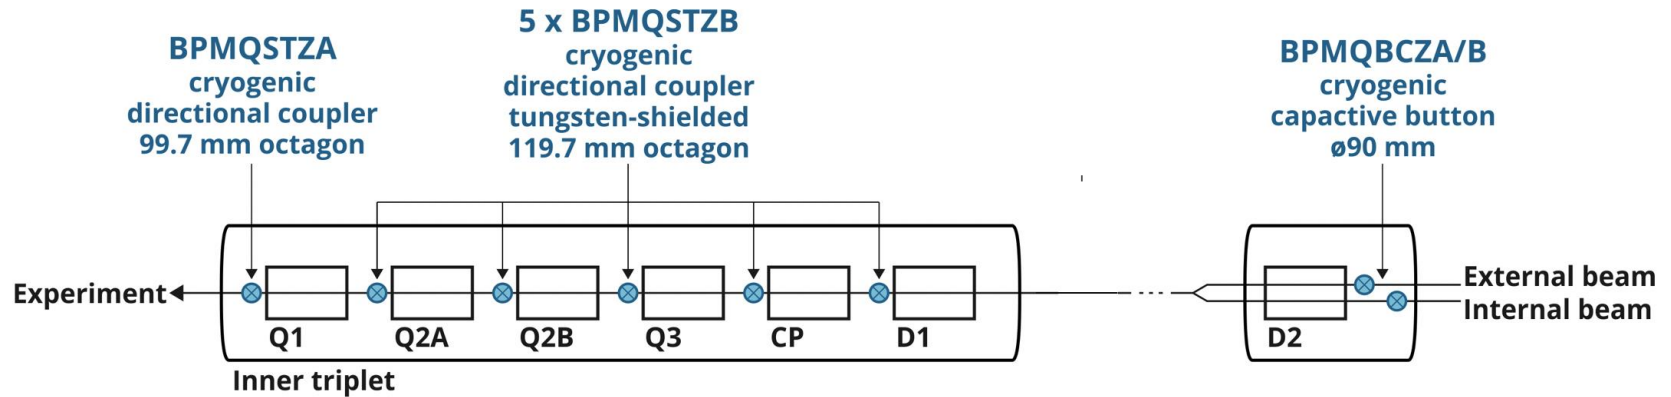 BPMQSTZA
cryogenic
directional coupler
99.7 mm octagon
5 x BPMQSTZB
cryogenic
directional coupler
tungsten-shielded
119.7 mm octagon
BPMQBCZA/B
cryogenic
capactive button
ø90 mm
Experiment
External beam
Internal beam
Q1
Q2A
Q2B
Q3
CP
D1
D2
Inner triplet